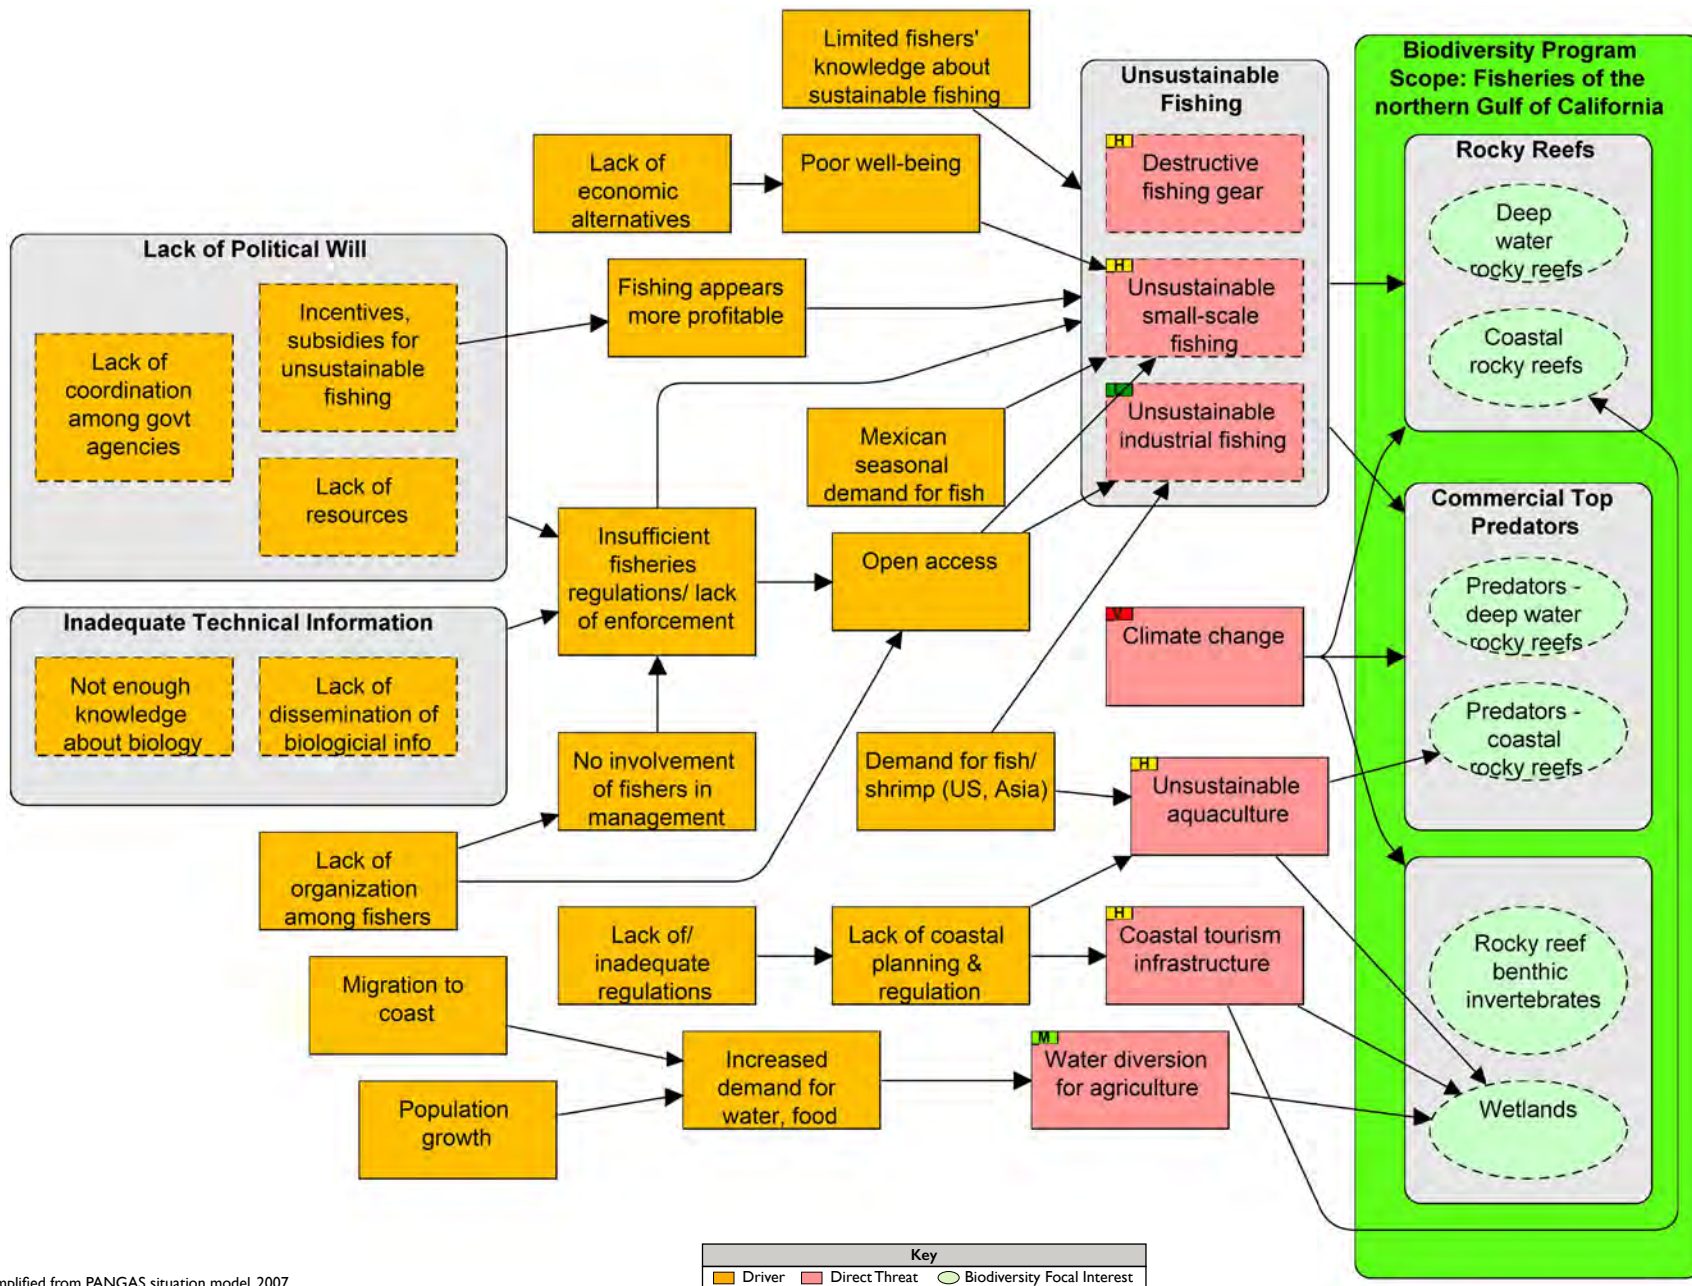 Limited fishers'
knowledge about
sustainable fishing
Biodiversity Program
Scope: Fisheries of the
northern Gulf of California
Unsustainable
Fishing
Lack of
economic
alternatives
Poor well-being
H
Destructive
fishing gear
Rocky Reefs
Deep
water
rocky reefs
Lack of Political Will
Incentives,
subsidies for
unsustainable
fishing
Lack of
coordination
among govt
agencies
Lack of
resources
Fishing appears
more profitable
H
Unsustainable
small-scale
fishing
Coastal
rocky reefs
L
Unsustainable
industrial fishing
Mexican
seasonal
demand for fish
Commercial Top
Predators
Insufficient
fisheries
regulations/ lack
of enforcement
Open access
Predators -
deep water
rocky reefs
Inadequate Technical Information
Not enough
knowledge
about biology
Lack of
dissemination of
biologicial info
V
Climate change
Predators -
coastal
rocky reefs
No involvement
of fishers in
management
Demand for fish/
shrimp (US, Asia)
H
Unsustainable
aquaculture
Lack of
organization
among fishers
Lack of/
inadequate
regulations
Lack of coastal
planning &
regulation
H
Coastal tourism
infrastructure
Rocky reef
benthic
invertebrates
Migration to
coast
Increased
demand for
water, food
M
Water diversion
for agriculture
Population
growth
Wetlands
Key
Driver Direct Threat Biodiversity Focal Interest
mplified from PANGAS situation model 2007